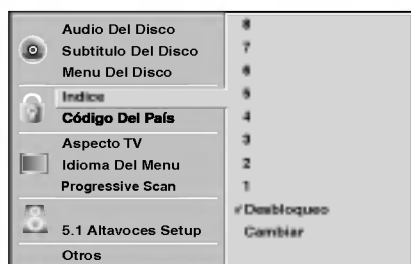 Audio Del Disco
Subtitulo Del Disco
Menu Del Disco
Indice
Código Del País
Aspecto TV
Idioma Del Menu
Progressive Scan
5.1 Altavoces Setup
Otros
8
7
6
5
4
3
2
1
✓Desbloqueo
Cambiar